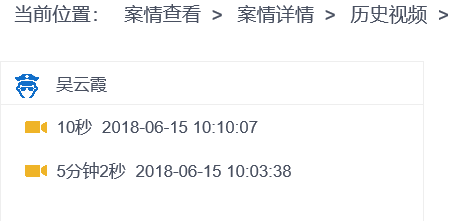 当前位置： 案情查看 > 案情详情 > 历史视频 >
吴云霞
10秒 2018-06-15 10:10:07
5分钟2秒 2018-06-15 10:03:38